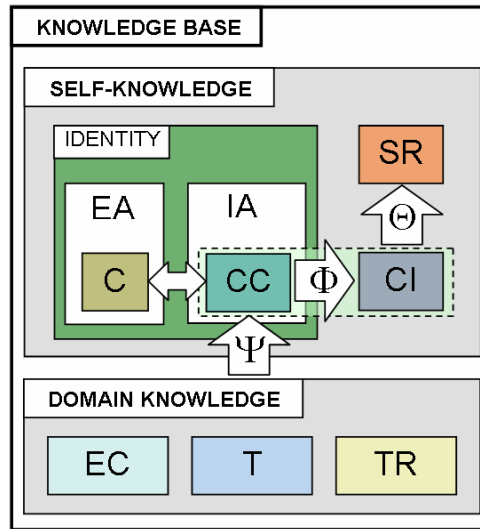 KNOWLEDGE BASE
SELF-KNOWLEDGE
IDENTITY
EA
IA
SR
Θ
C
CC
Φ
CI
Ψ
DOMAIN KNOWLEDGE
EC
T
TR